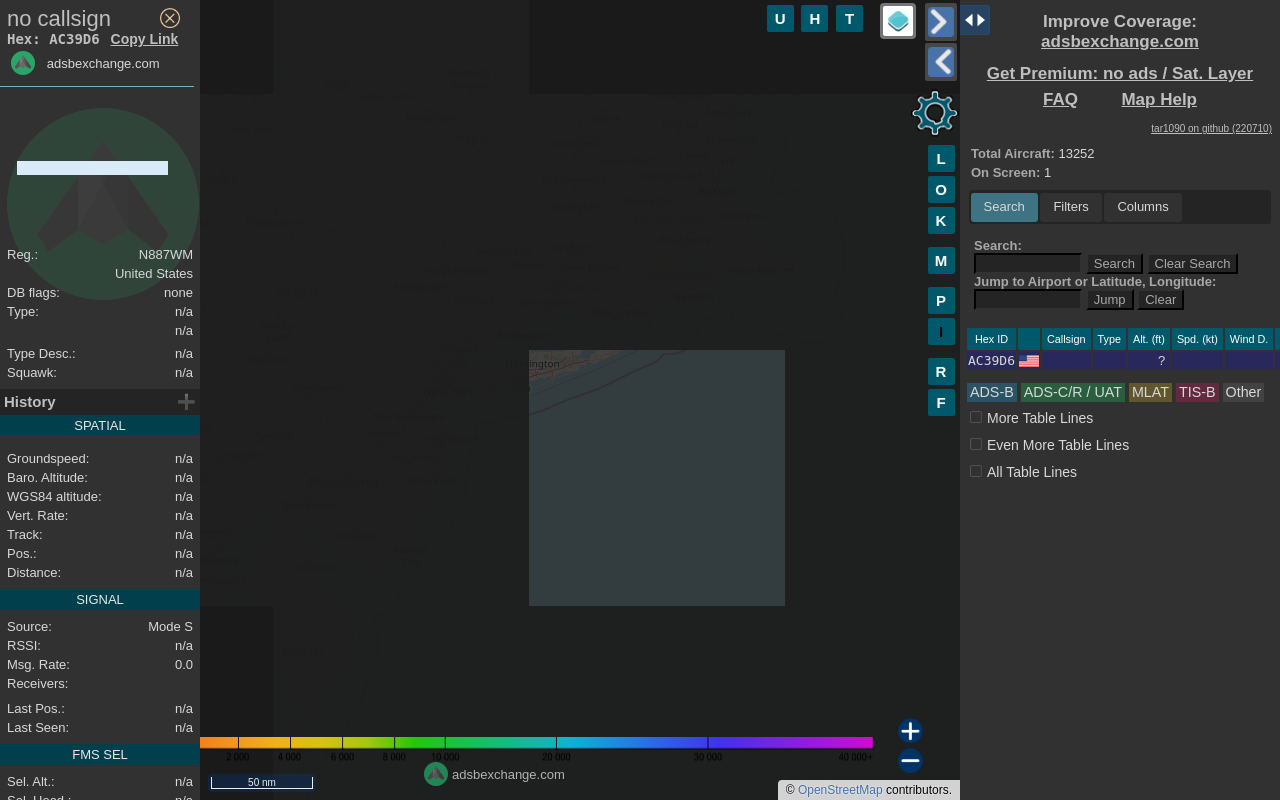 no callsign
Hex: AC39D6 Copy Link
adsbexchange.com
Reg.: N887WM
United States
DB flags: none
Type: n/a
n/a
Type Desc.: n/a
Squawk: n/a
History
SPATIAL
Groundspeed: n/a
Baro. Altitude: n/a
WGS84 altitude: n/a
Vert. Rate: n/a
Track: n/a
Pos.: n/a
Distance: n/a
SIGNAL
Source: Mode S
RSSI: n/a
Msg. Rate: 0.0
Receivers:
Last Pos.: n/a
Last Seen: n/a
FMS SEL
Sel. Alt.: n/a
Sel. Head.: n/a
U H T
L
O
K
M
P
I
R
F
2 000 4 000 6 000 8 000 10 000 20 000 30 000 40 000+
adsbexchange.com
50 nm
© OpenStreetMap contributors.
Improve Coverage:
adsbexchange.com
Get Premium: no ads / Sat. Layer
FAQ Map Help
tar1090 on github (220710)
Total Aircraft: 13252
On Screen: 1
Search Filters Columns
Search:
Search Clear Search
Jump to Airport or Latitude, Longitude:
Jump Clear
Hex ID Callsign Type Alt. (ft) Spd. (kt) Wind D.
AC39D6 ?
ADS-B ADS-C/R / UAT MLAT TIS-B Other
More Table Lines
Even More Table Lines
All Table Lines